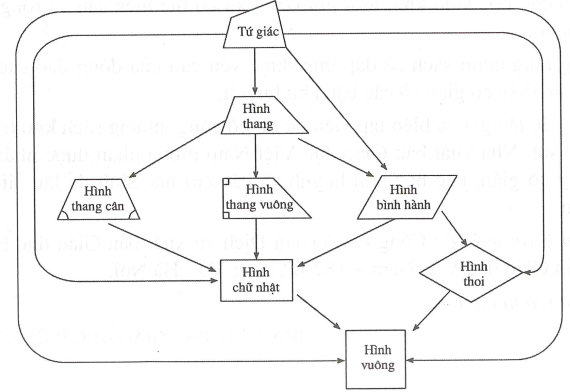 Tứ giác
Hình
thang
Hình
thang cân
Hình
thang vuông
Hình
bình hành
Hình
chữ nhật
Hình
thoi
Hình
vuông